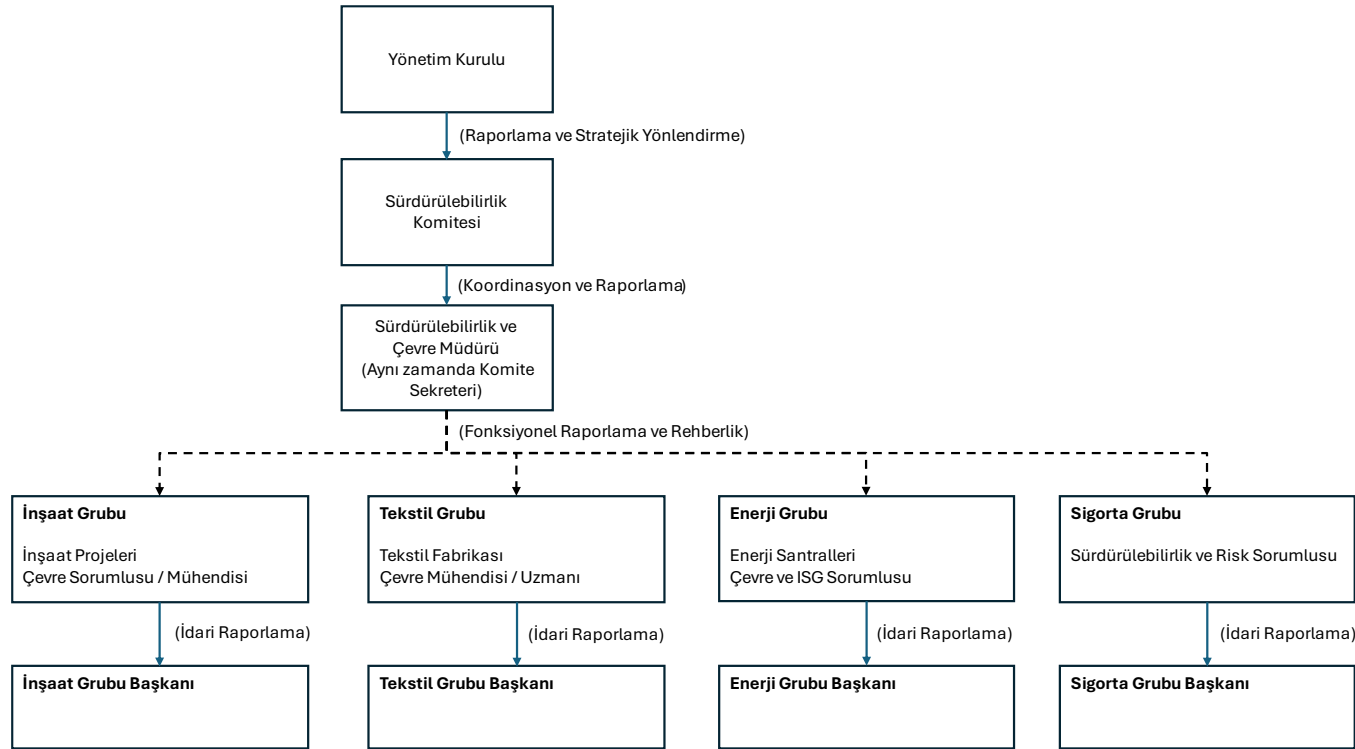 Yönetim Kurulu
(Raporlama ve Stratejik Yönlendirme)
Sürdürülebilirlik
Komitesi
(Koordinasyon ve Raporlama)
Sürdürülebilirlik ve
Çevre Müdürü
(Aynı zamanda Komite
Sekreteri)
(Fonksiyonel Raporlama ve Rehberlik)
İnşaat Grubu
İnşaat Projeleri
Çevre Sorumlusu / Mühendisi
Tekstil Grubu
Tekstil Fabrikası
Çevre Mühendisi / Uzmanı
Enerji Grubu
Enerji Santralleri
Çevre ve ISG Sorumlusu
Sigorta Grubu
Sürdürülebilirlik ve Risk Sorumlusu
(İdari Raporlama)
(İdari Raporlama)
(İdari Raporlama)
(İdari Raporlama)
İnşaat Grubu Başkanı
Tekstil Grubu Başkanı
Enerji Grubu Başkanı
Sigorta Grubu Başkanı